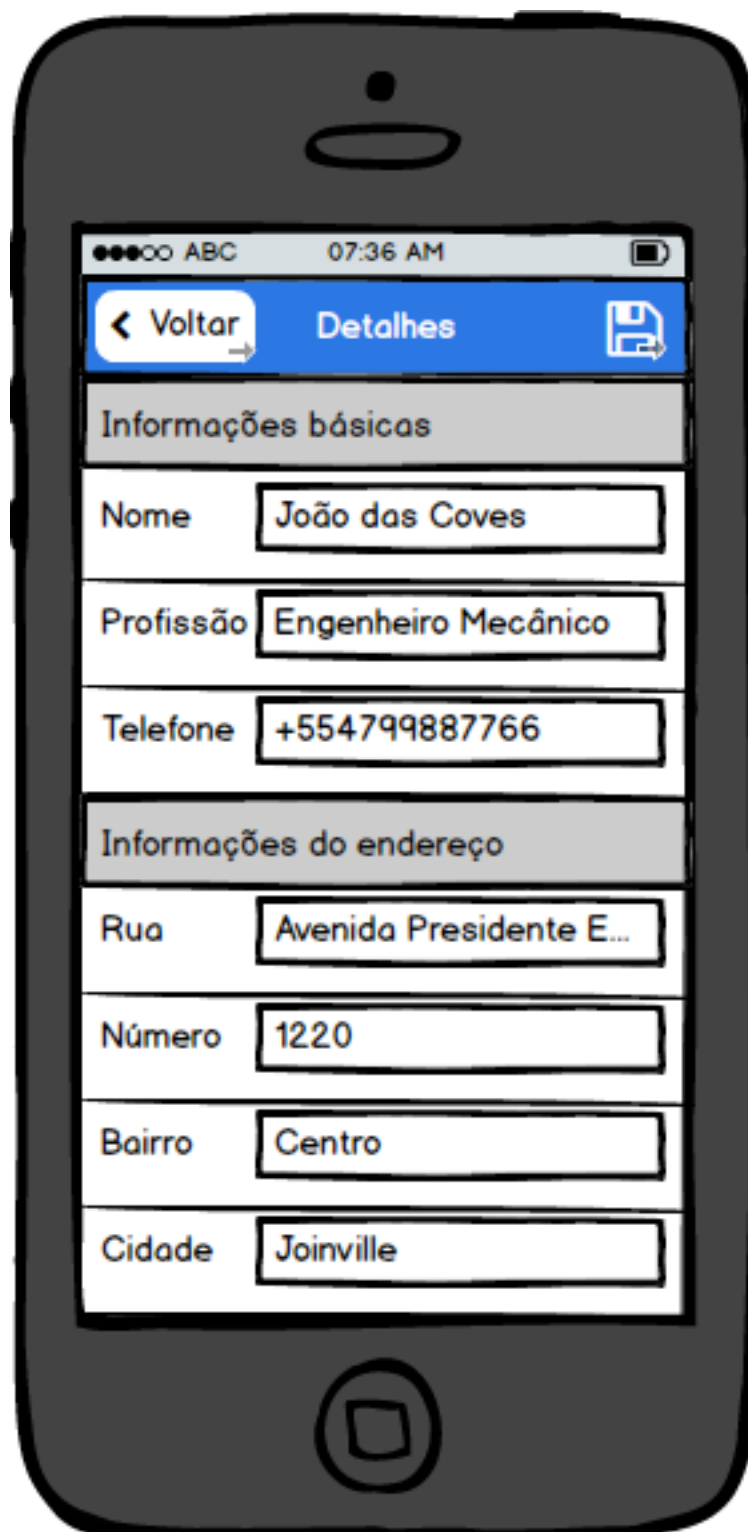 ABC 07:36 AM
Voltar Detalhes
Informações básicas
Nome João das Coves
Profissão Engenheiro Mecânico
Telefone +554799887766
Informações do endereço
Rua Avenida Presidente E...
Número 1220
Bairro Centro
Cidade Joinville